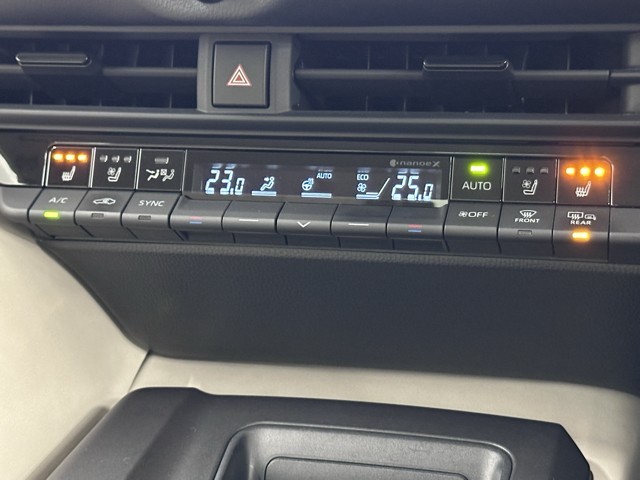 nanoe X
23.0
AUTO
ECO
25.0
AUTO
A/C
SYNC
OFF
FRONT
REAR